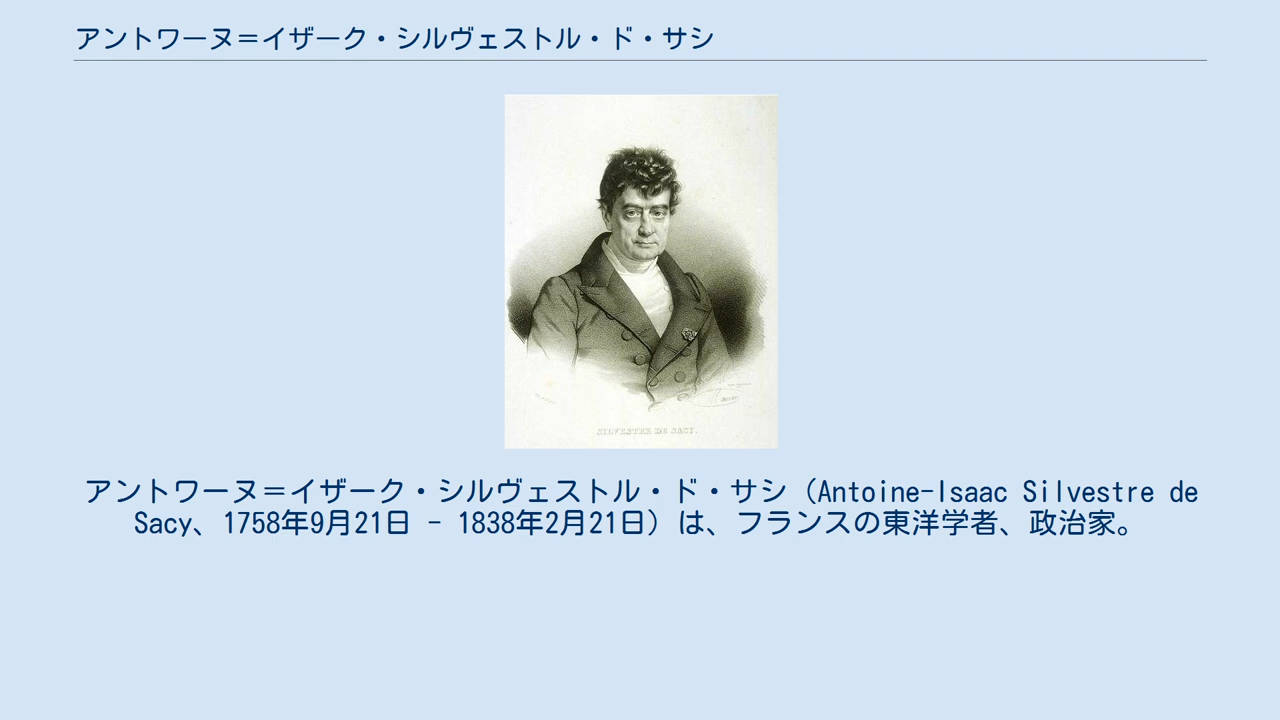 アントワーヌ＝イザーク・シルヴェストル・ド・サシ
SILVESTRE DE SACY.
アントワーヌ＝イザーク・シルヴェストル・ド・サシ（Antoine-Isaac Silvestre de
Sacy、1758年9月21日 - 1838年2月21日）は、フランスの東洋学者、政治家。